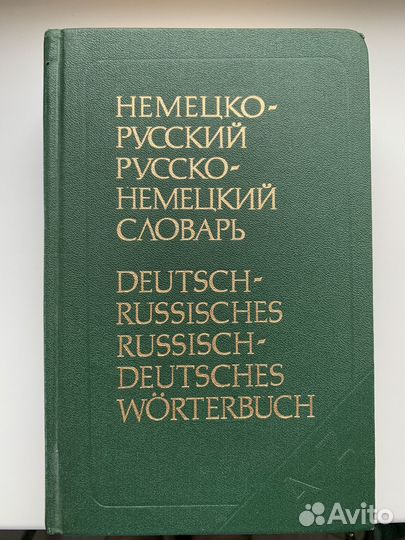 НЕМЕЦКО-
РУССКИЙ
РУССКО-
НЕМЕЦКИЙ
СЛОВАРЬ
DEUTSCH-
RUSSISCHES
RUSSISCH-
DEUTSCHES
WÖRTERBUCH
Avito